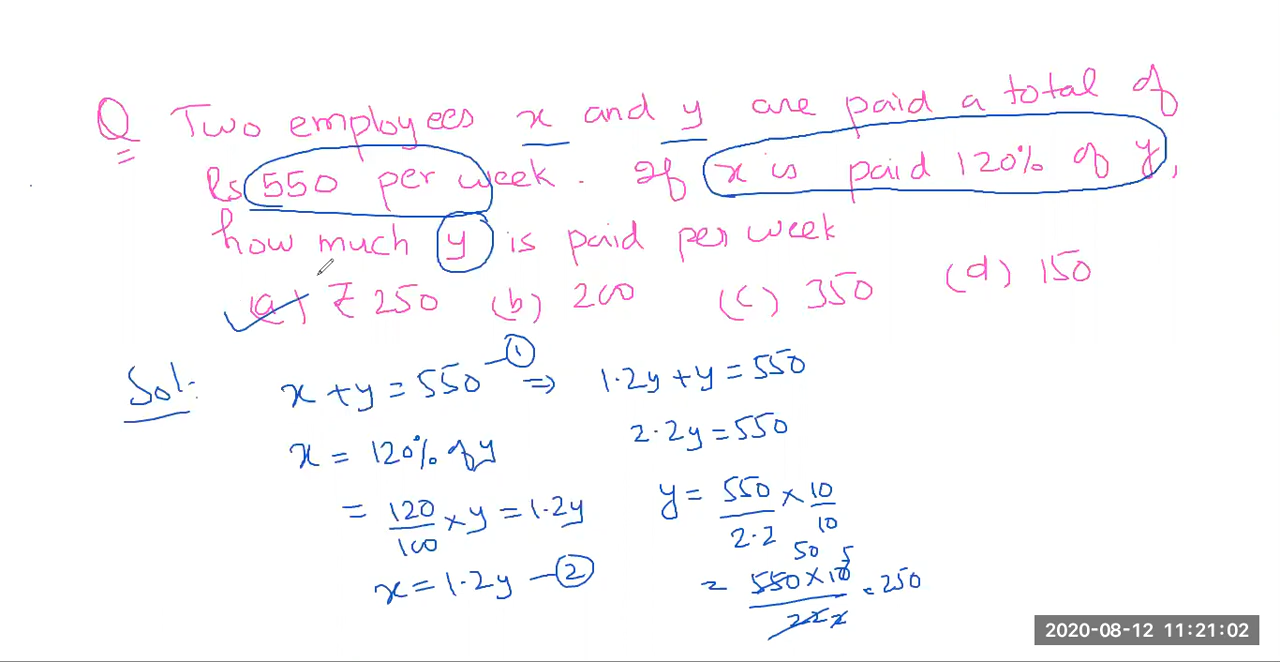 Q Two employees x and y are paid a total of
Rs 550 per week. If x is paid 120% of y,
how much y is paid per week
(a) ₹ 250 (b) 200 (c) 350 (d) 150
Sol:
x + y = 550 — 1 ⇒ 1.2y + y = 550
x = 120% of y
2.2y = 550
= 120/100 × y = 1.2y
y = 550/2.2 × 10/10
x = 1.2y — 2
50 5
= 550 × 10/22 = 250
2020-08-12 11:21:02